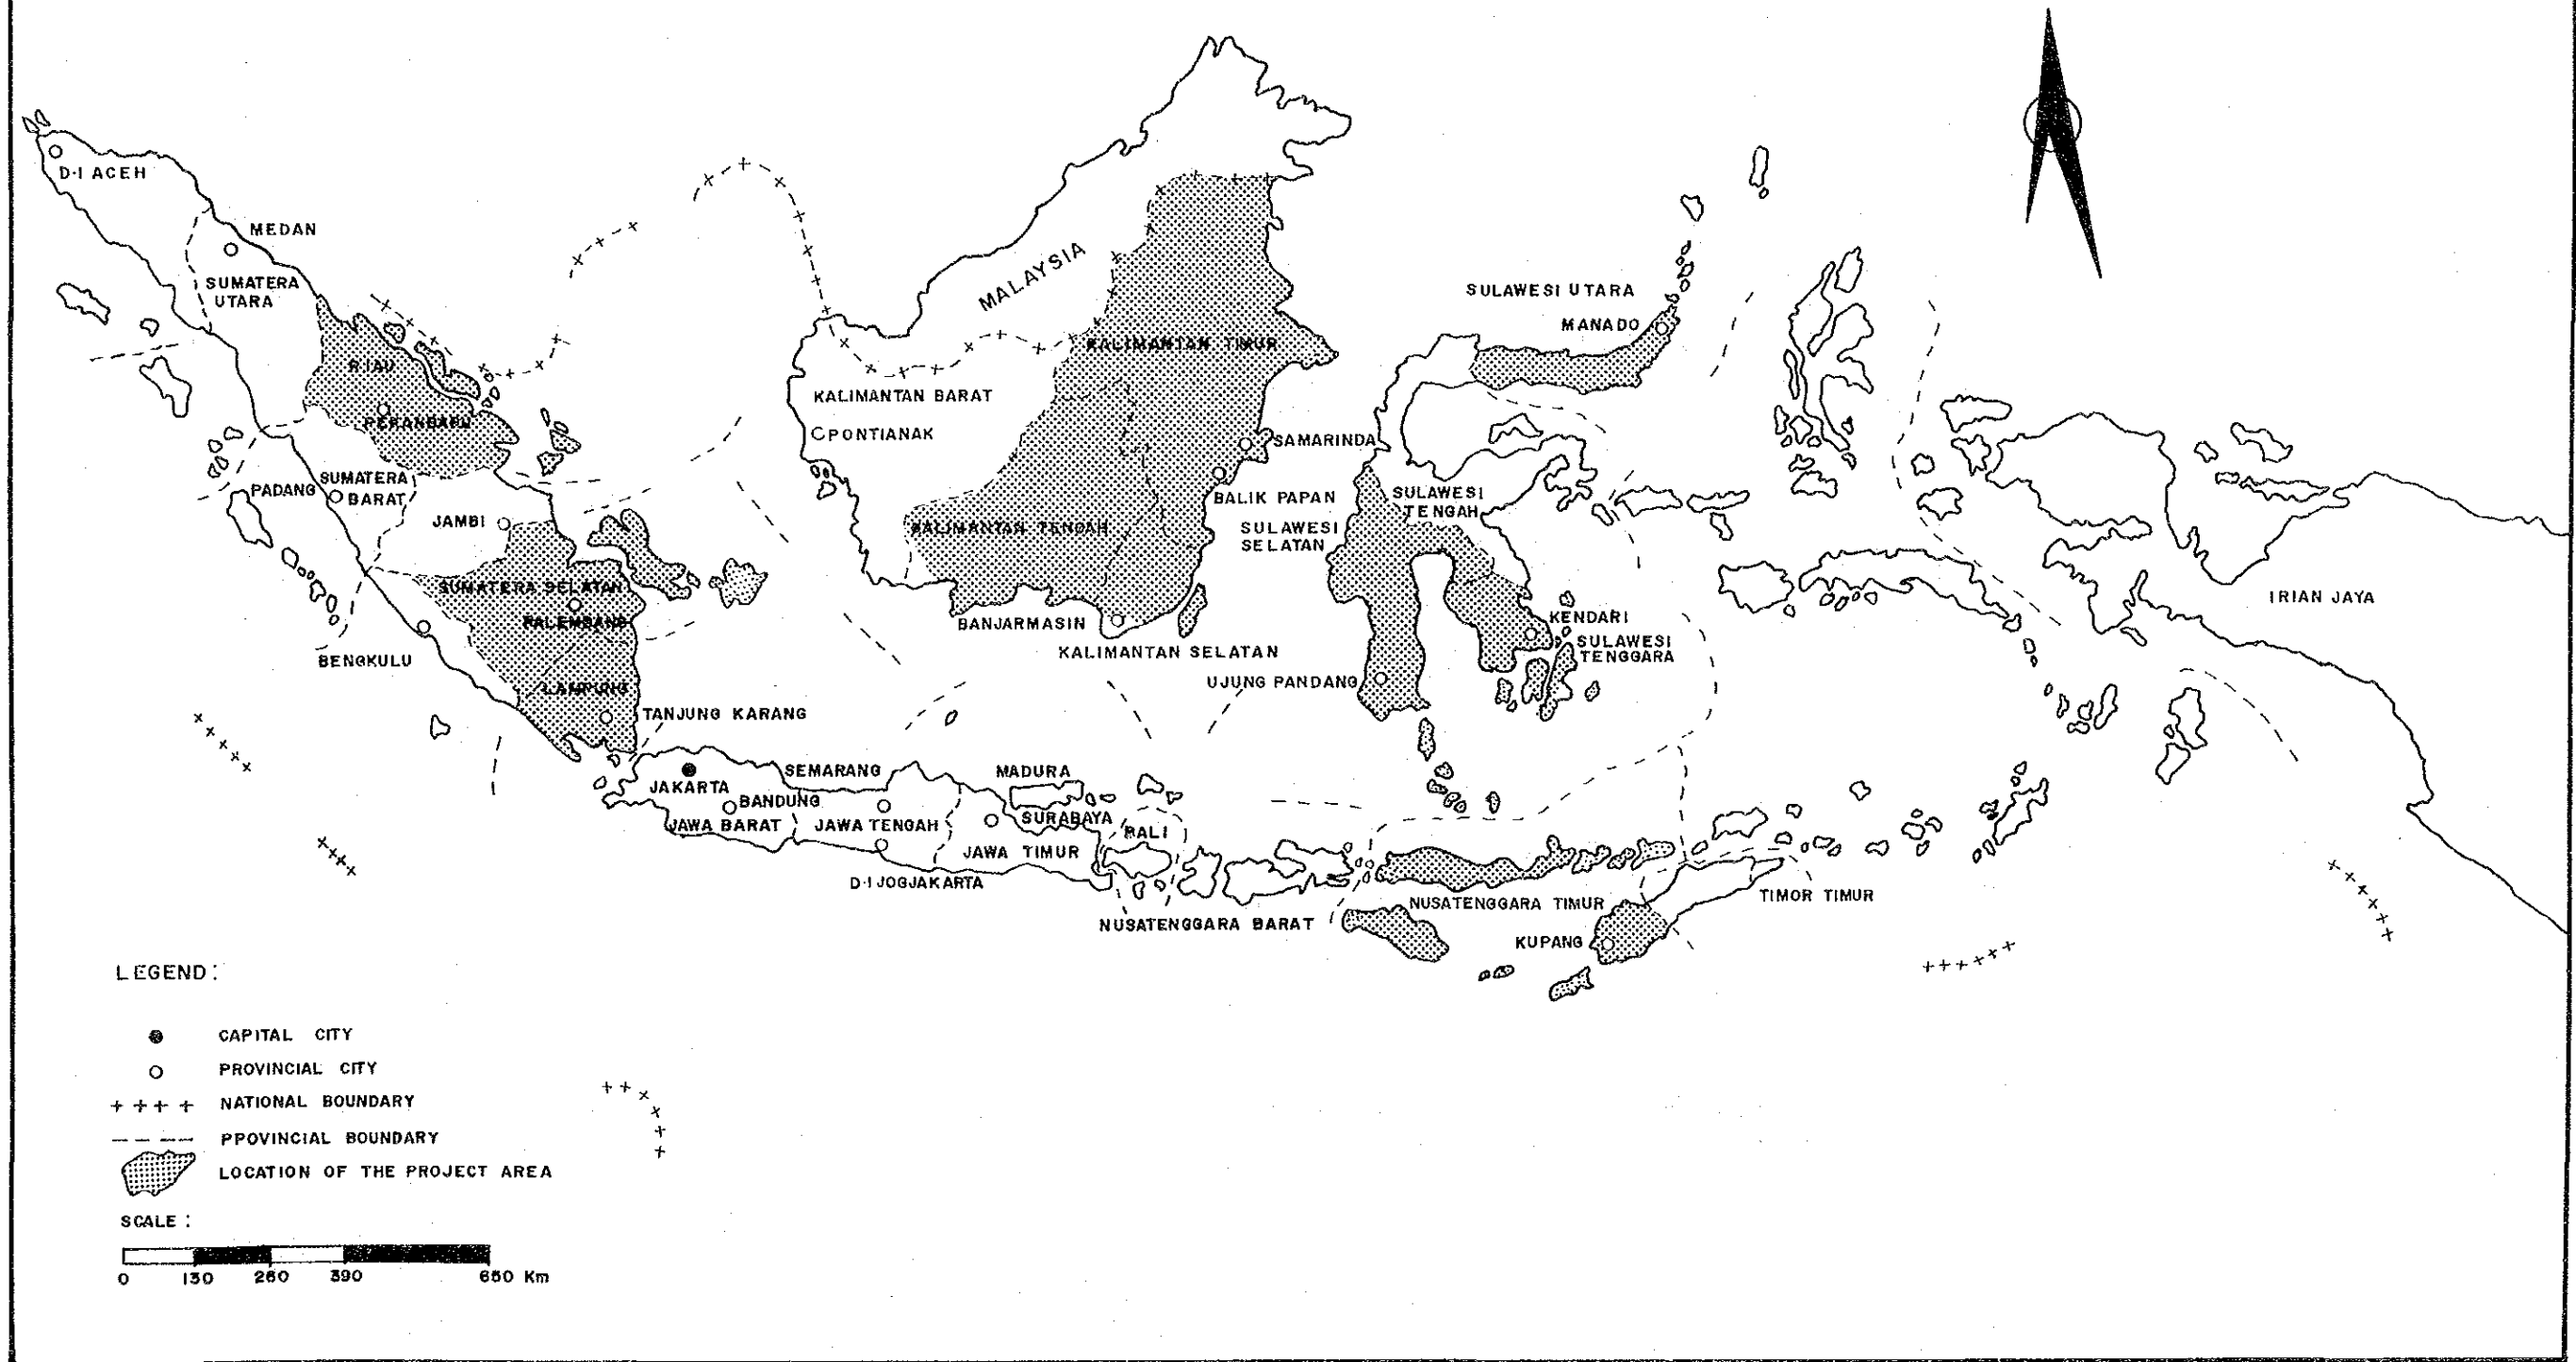 D·I ACEH
MEDAN
SUMATERA
UTARA
RIAU
PEKANBARU
PADANG
SUMATERA
BARAT
JAMBI
SUMATERA SELATAN
PALEMBANG
BENGKULU
LAMPUNG
TANJUNG KARANG
MALAYSIA
KALIMANTAN TIMUR
KALIMANTAN BARAT
PONTIANAK
SAMARINDA
BALIK PAPAN
KALIMANTAN TENGAH
BANJARMASIN
KALIMANTAN SELATAN
SULAWESI UTARA
MANADO
SULAWESI
TENGAH
SULAWESI
SELATAN
KENDARI
SULAWESI
TENGGARA
UJUNG PANDANG
IRIAN JAYA
JAKARTA
BANDUNG
JAWA BARAT
SEMARANG
JAWA TENGAH
D·I JOGJAKARTA
MADURA
SURABAYA
JAWA TIMUR
BALI
NUSATENGGARA BARAT
NUSATENGGARA TIMUR
KUPANG
TIMOR TIMUR
LEGEND :
CAPITAL CITY
PROVINCIAL CITY
++++ NATIONAL BOUNDARY
---- PPOVINCIAL BOUNDARY
LOCATION OF THE PROJECT AREA
SCALE :
0 130 260 390 650 Km